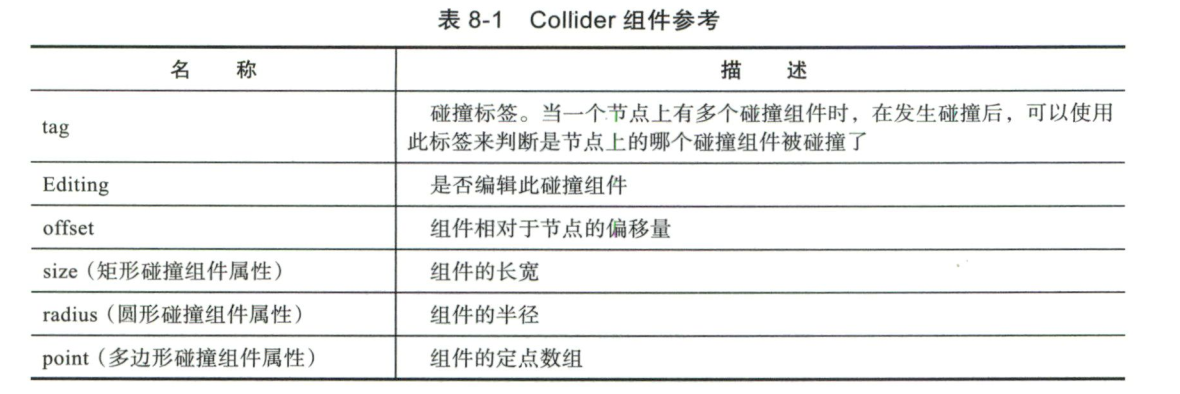 表 8-1 Collider 组件参考
名 称 描 述
tag 碰撞标签。当一个节点上有多个碰撞组件时，在发生碰撞后，可以使用
此标签来判断是节点上的哪个碰撞组件被碰撞了
Editing 是否编辑此碰撞组件
offset 组件相对于节点的偏移量
size（矩形碰撞组件属性） 组件的长宽
radius（圆形碰撞组件属性） 组件的半径
point（多边形碰撞组件属性） 组件的定点数组